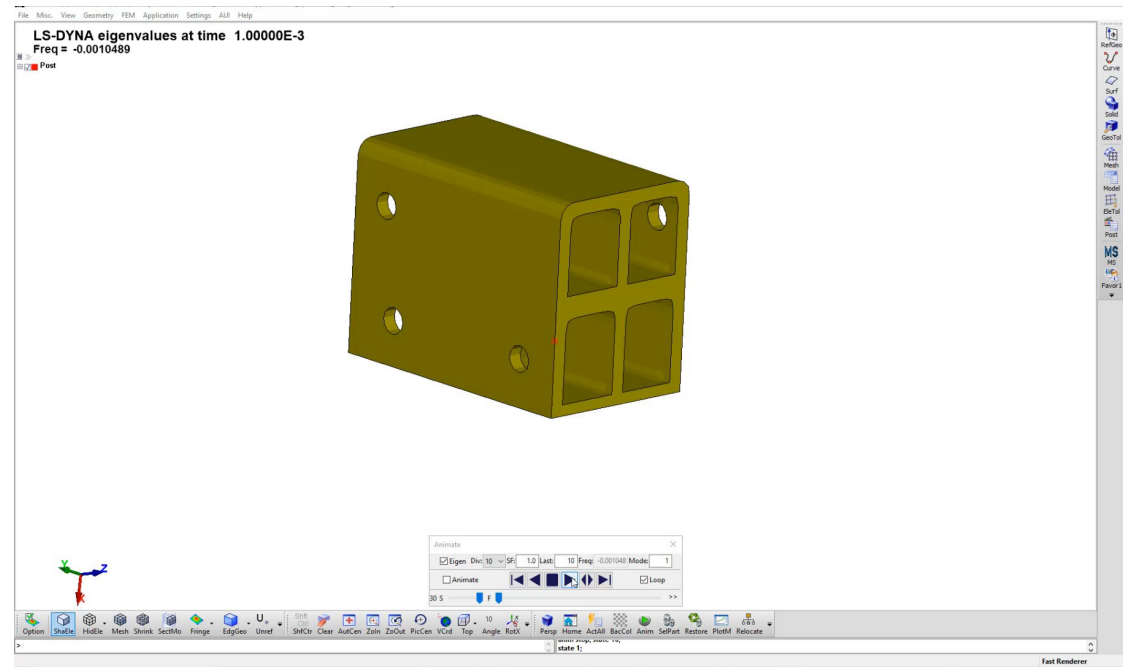 File Misc. View Geometry FEM Application Settings AUI Help
LS-DYNA eigenvalues at time 1.00000E-3
Freq = -0.0010489
Post
RefGeo
Curve
Surf
Solid
GeoTol
Mesh
Model
EleTol
Post
MS
MS
Favor1
Y
Z
X
Animate
Eigen Div: 10 SF: 1.0 Last: 10 Freq: -0.001048 Mode: 1
Animate Loop
30 S F >>
Option ShaEle HidEle Mesh Shrink SectMo Fringe EdgGeo Unref ShfCtr Clear AutCen ZoIn ZoOut PicCen VCrd Top 10 Angle RotX Persp Home ActAll BacCol Anim SelPart Restore PlotM Relocate
>
state 1;
Fast Renderer